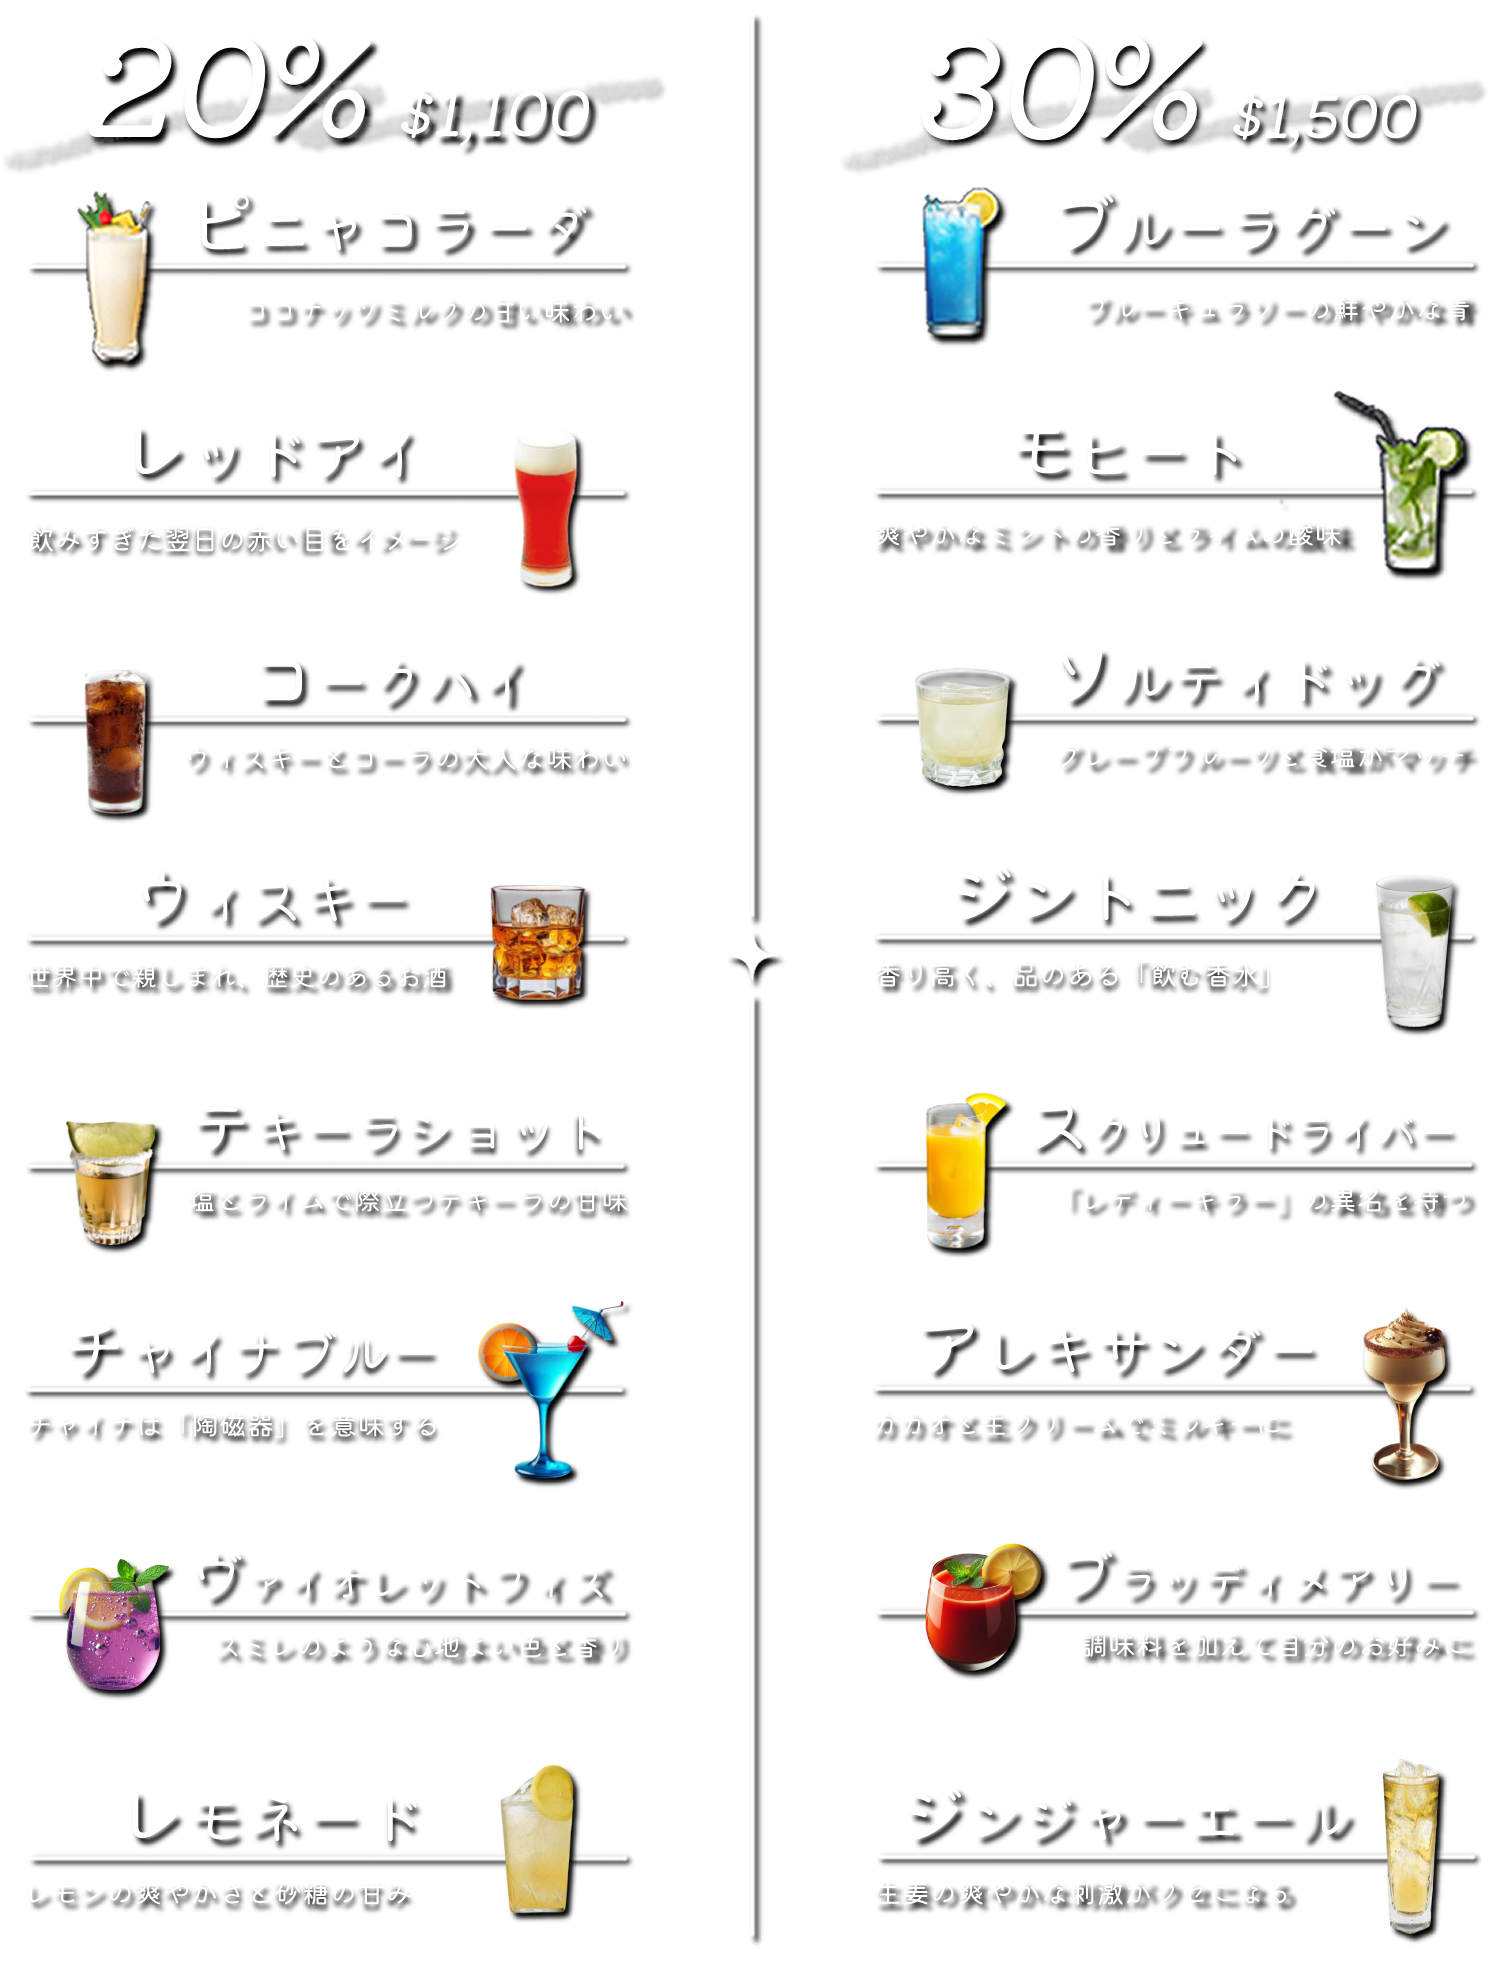 20% $1,100
ピニャコラーダ
ココナッツミルクの甘い味わい
レッドアイ
飲みすぎた翌日の赤い目をイメージ
コークハイ
ウィスキーとコーラの大人な味わい
ウィスキー
世界中で親しまれ、歴史のあるお酒
テキーラショット
塩とライムで際立つテキーラの甘味
チャイナブルー
チャイナは「陶磁器」を意味する
ヴァイオレットフィズ
スミレのような心地よい色と香り
レモネード
レモンの爽やかさと砂糖の甘み
30% $1,500
ブルーラグーン
ブルーキュラソーの鮮やかな青
モヒート
爽やかなミントの香りとライムの酸味
ソルティドッグ
グレープフルーツと食塩がマッチ
ジントニック
香り高く、品のある「飲む香水」
スクリュードライバー
「レディーキラー」の異名を持つ
アレキサンダー
カカオと生クリームでミルキーに
ブラッディメアリー
調味料を加えて自分のお好みに
ジンジャーエール
生姜の爽やかな刺激がクセになる